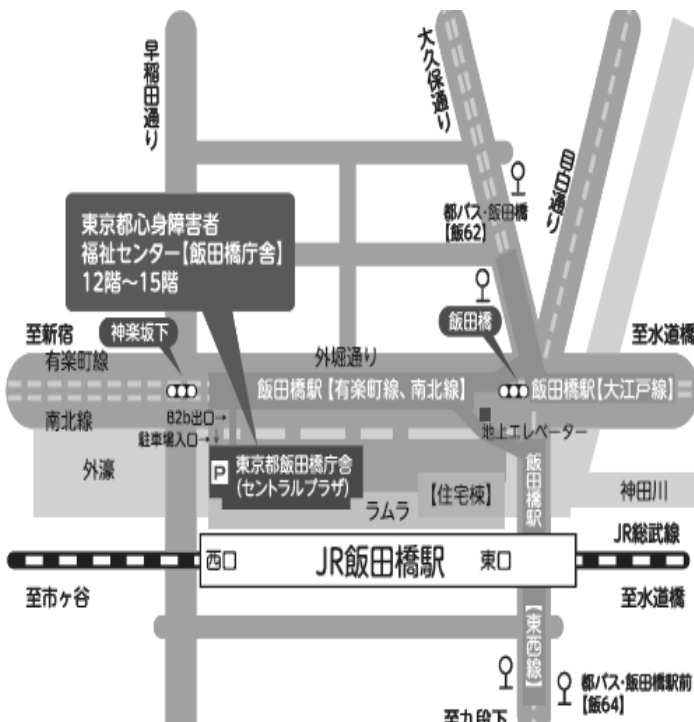 早稲田通り
大久保通り
目白通り
都バス・飯田橋
【飯62】
東京都心身障害者
福祉センター【飯田橋庁舎】
12階～15階
至新宿
神楽坂下
飯田橋
至水道橋
有楽町線
外堀通り
飯田橋駅【有楽町線、南北線】
飯田橋駅【大江戸線】
南北線
B2b出口→
駐車場入口→↓
地上エレベーター
外濠
P
東京都飯田橋庁舎
(セントラルプラザ)
【住宅棟】
ラムラ
飯田橋駅
【東西線】
神田川
JR総武線
西口
JR飯田橋駅
東口
至市ヶ谷
至水道橋
都バス・飯田橋駅前
【飯64】
至九段下